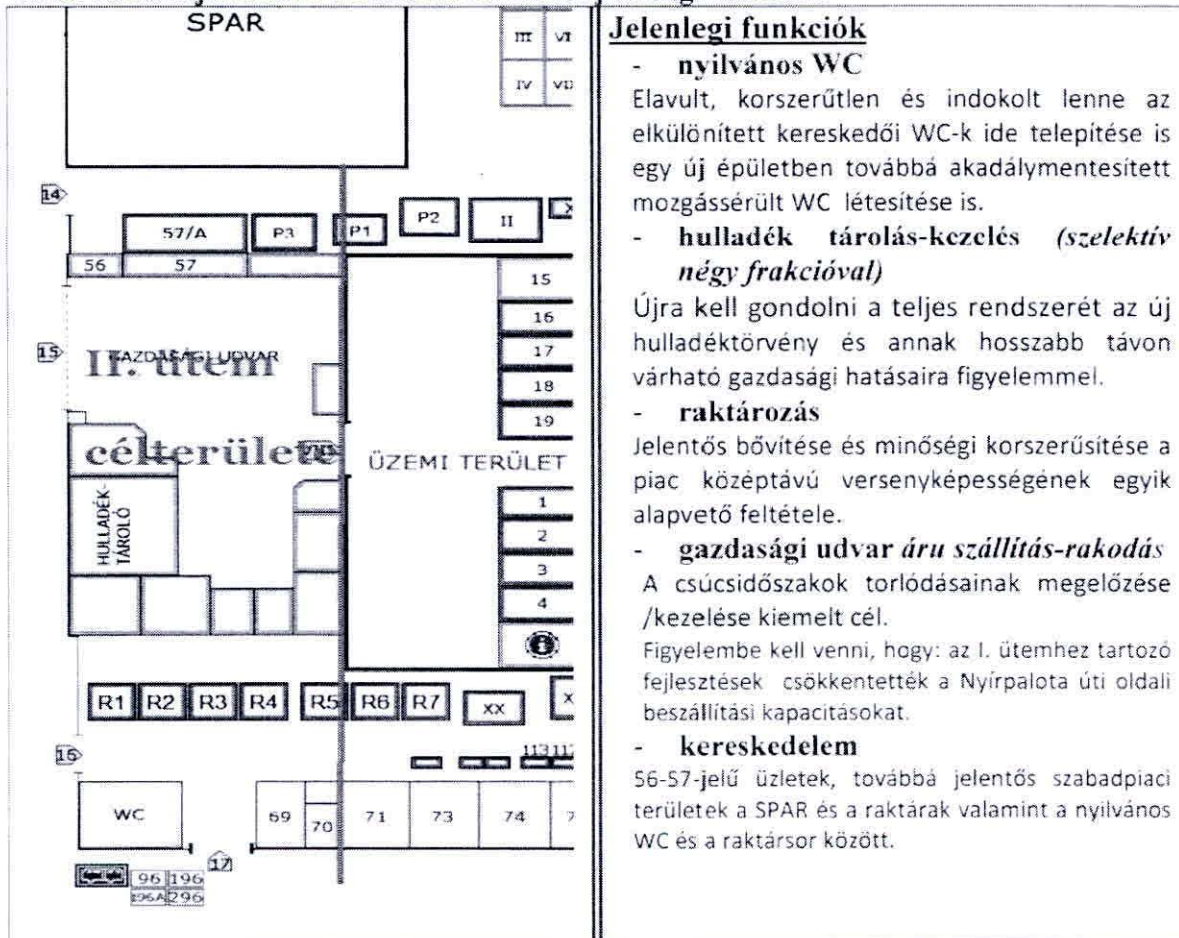 SPAR
III VI
IV VII
14
57/A P3 P1 P2 II X
56 57
15
16
15 GAZDASÁGI UDVAR
II. ütem
17
18
19
célterülete
ÜZEMI TERÜLET
HULLADÉK-
TÁROLÓ
1
2
3
4
R1 R2 R3 R4 R5 R6 R7 XX X
16
113 112
WC 69 70 71 73 74 7
17
96 196
196A 296
Jelenlegi funkciók
- nyilvános WC
Elavult, korszerűtlen és indokolt lenne az
elkülönített kereskedői WC-k ide telepítése is
egy új épületben továbbá akadálymentesített
mozgássérült WC létesítése is.
- hulladék tárolás-kezelés (szelektív
négy frakcióval)
Újra kell gondolni a teljes rendszerét az új
hulladéktörvény és annak hosszabb távon
várható gazdasági hatásaira figyelemmel.
- raktározás
Jelentős bővítése és minőségi korszerűsítése a
piac középtávú versenyképességének egyik
alapvető feltétele.
- gazdasági udvar áru szállítás-rakodás
A csúcsidőszakok torlódásainak megelőzése
/kezelése kiemelt cél.
Figyelembe kell venni, hogy: az I. ütemhez tartozó
fejlesztések csökkentették a Nyírpalota úti oldali
beszállítási kapacitásokat.
- kereskedelem
56-57-jelű üzletek, továbbá jelentős szabadpiaci
területek a SPAR és a raktárak valamint a nyilvános
WC és a raktársor között.